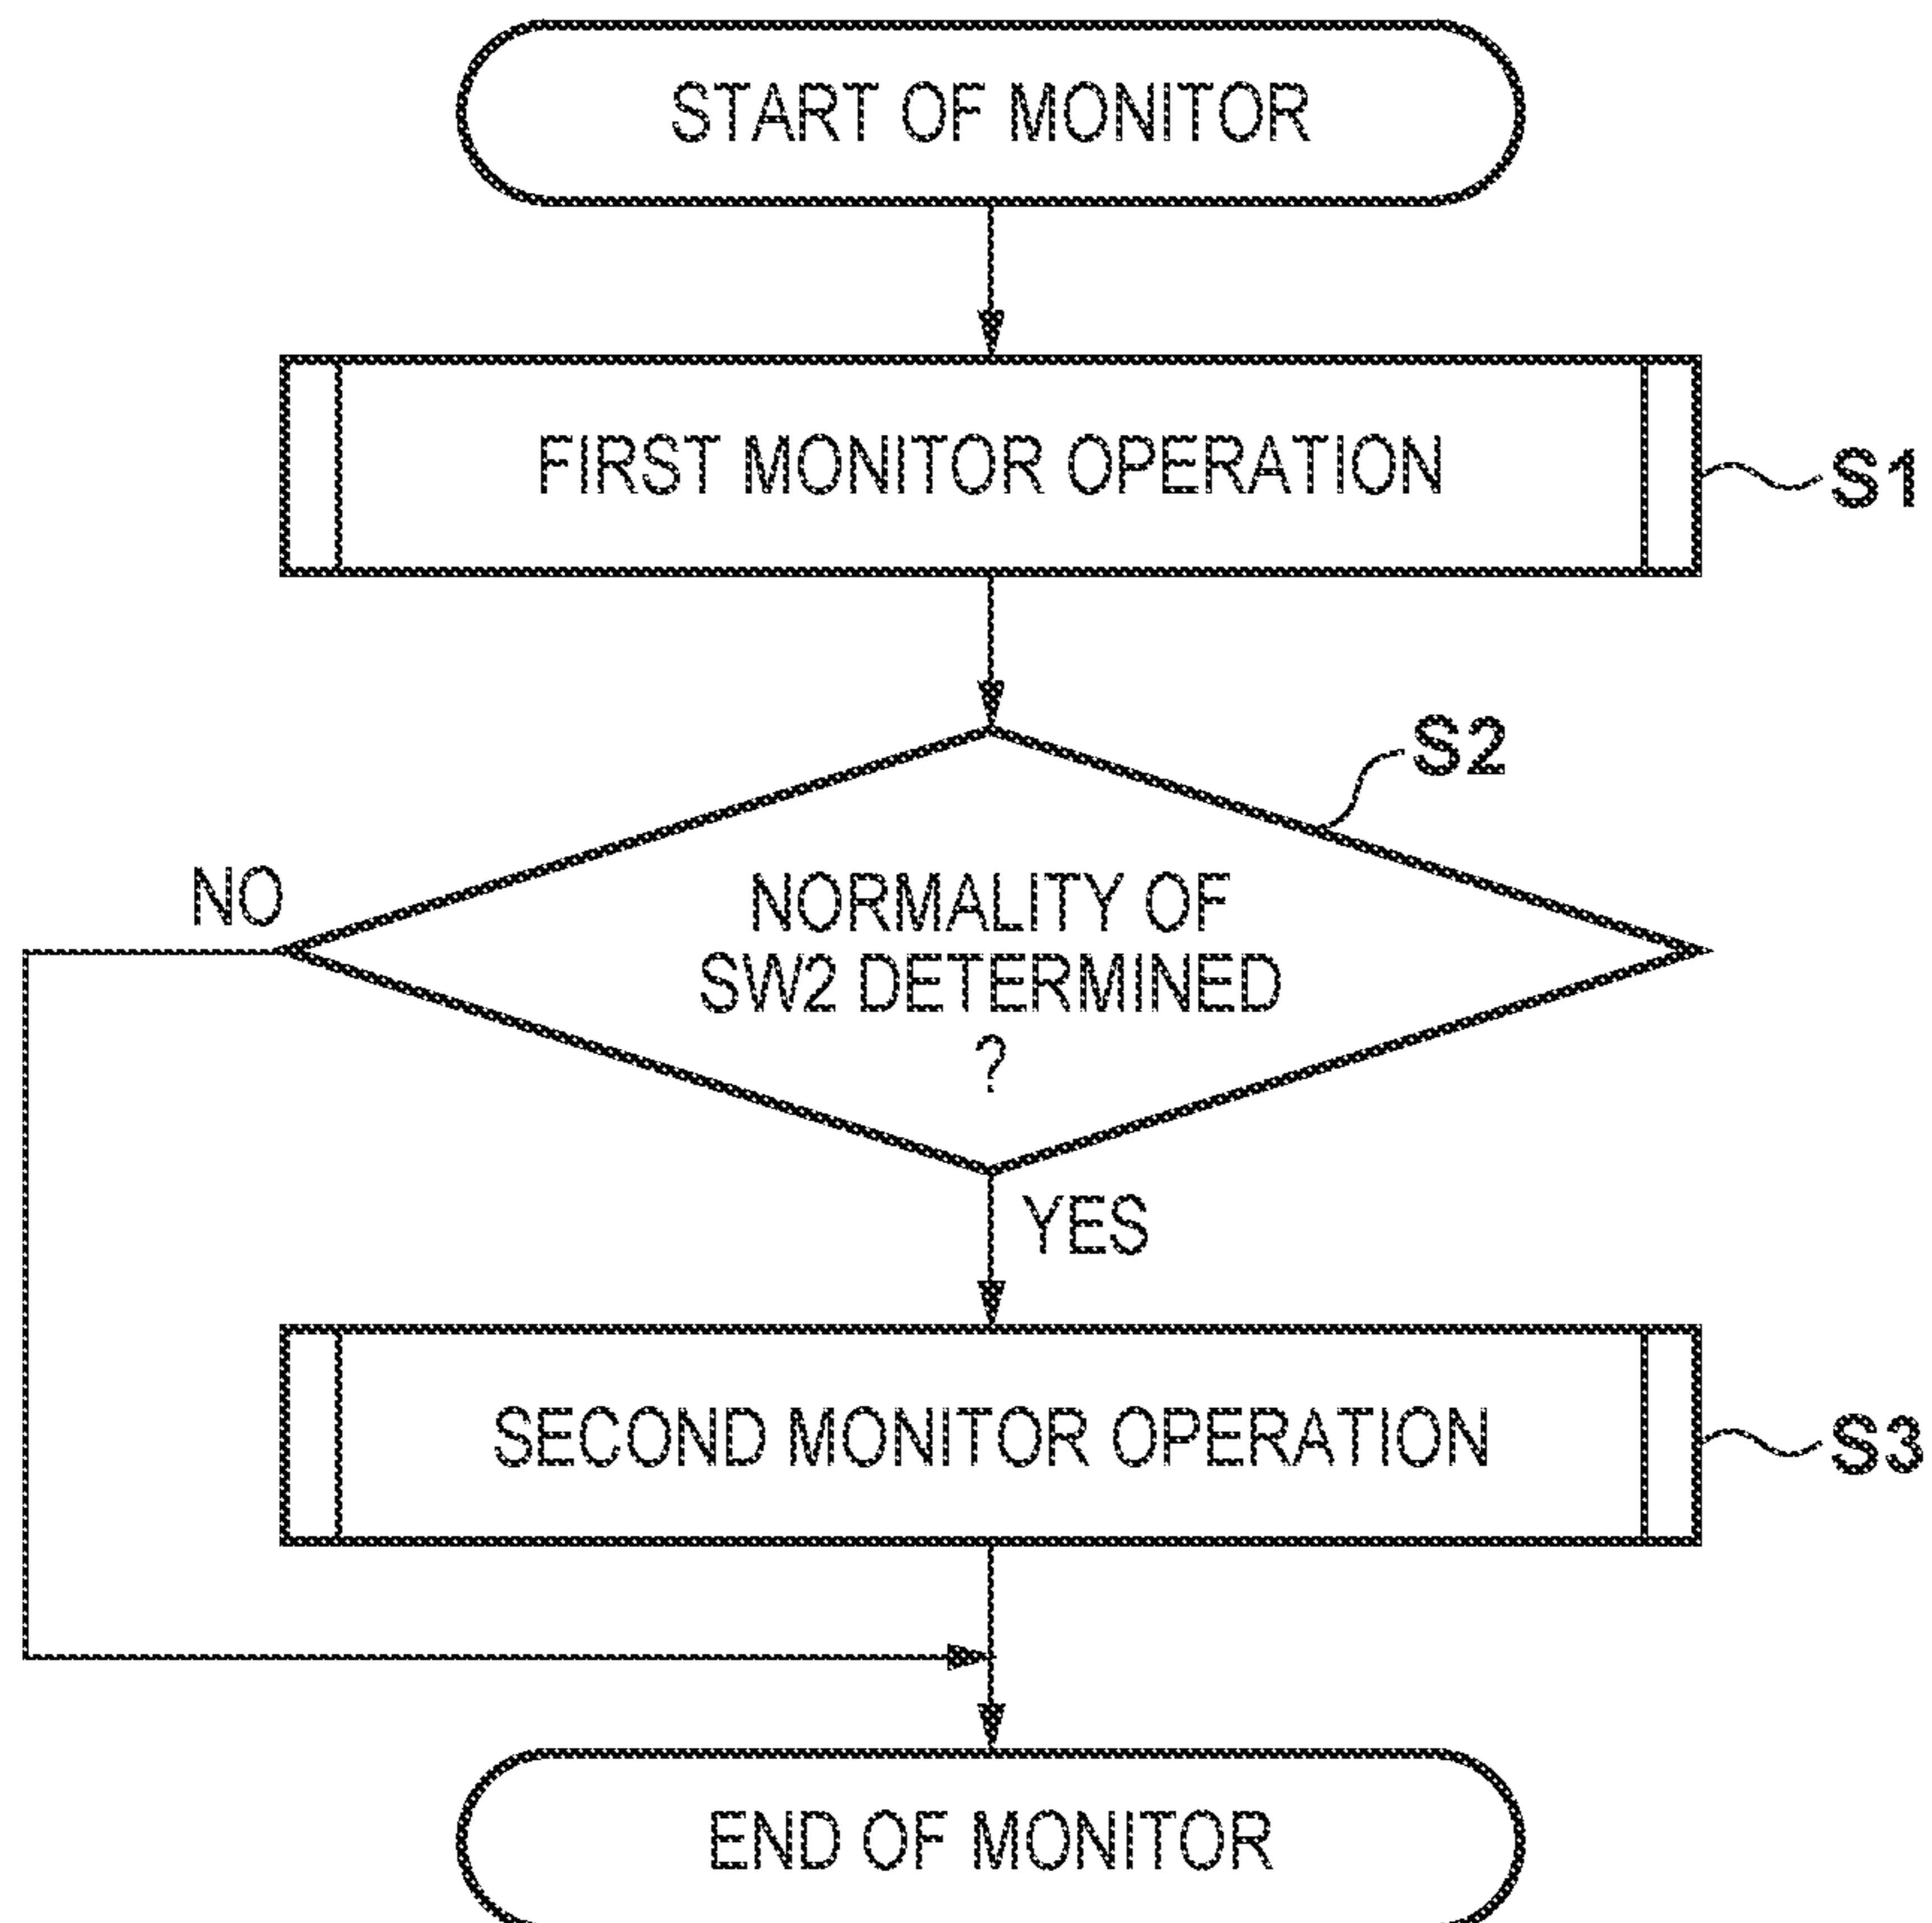 START OF MONITOR
FIRST MONITOR OPERATION
S1
S2
NO
NORMALITY OF
SW2 DETERMINED
?
YES
SECOND MONITOR OPERATION
S3
END OF MONITOR